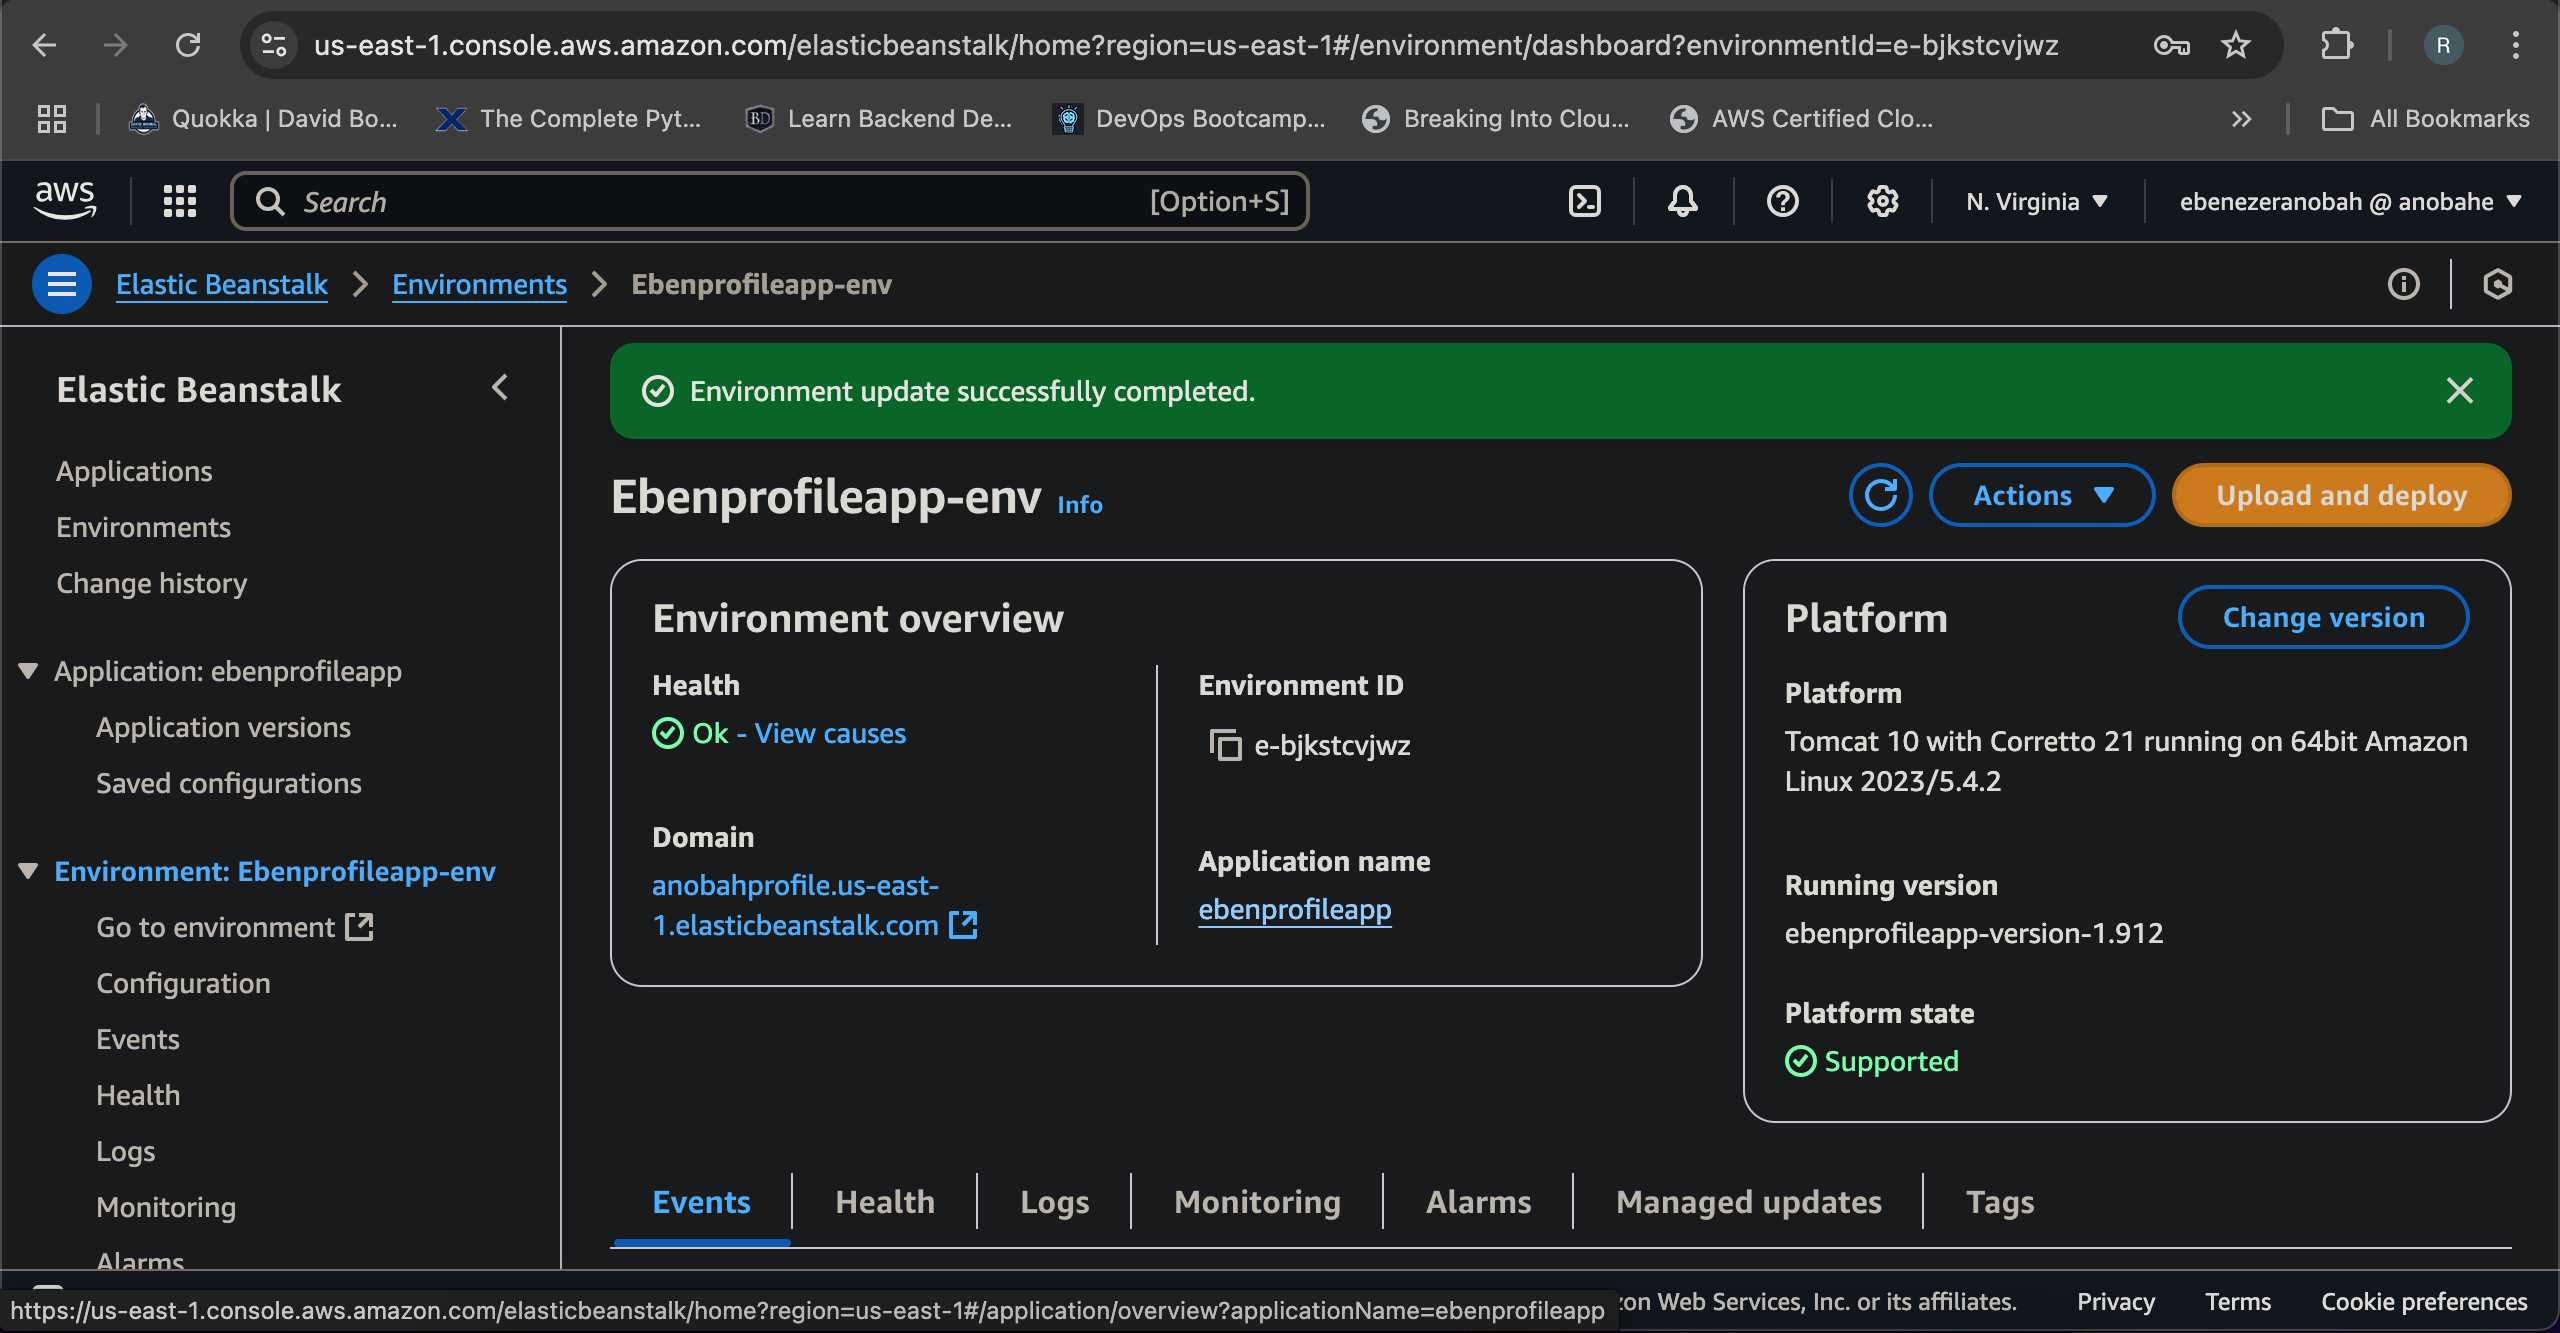 us-east-1.console.aws.amazon.com/elasticbeanstalk/home?region=us-east-1#/environment/dashboard?environmentId=e-bjkstcvjwz
R
Quokka | David Bo...
The Complete Pyt...
BD
Learn Backend De...
DevOps Bootcamp...
Breaking Into Clou...
AWS Certified Clo...
All Bookmarks
aws
Search
[Option+S]
N. Virginia
ebenezeranobah @ anobahe
Elastic Beanstalk
Environments
Ebenprofileapp-env
Elastic Beanstalk
Applications
Environments
Change history
Application: ebenprofileapp
Application versions
Saved configurations
Environment: Ebenprofileapp-env
Go to environment
Configuration
Events
Health
Logs
Monitoring
Alarms
Environment update successfully completed.
Ebenprofileapp-env Info
Actions
Upload and deploy
Environment overview
Health
Ok - View causes
Domain
anobahprofile.us-east-
1.elasticbeanstalk.com
Environment ID
e-bjkstcvjwz
Application name
ebenprofileapp
Platform
Change version
Platform
Tomcat 10 with Corretto 21 running on 64bit Amazon
Linux 2023/5.4.2
Running version
ebenprofileapp-version-1.912
Platform state
Supported
Events
Health
Logs
Monitoring
Alarms
Managed updates
Tags
https://us-east-1.console.aws.amazon.com/elasticbeanstalk/home?region=us-east-1#/application/overview?applicationName=ebenprofileapp
zon Web Services, Inc. or its affiliates.
Privacy
Terms
Cookie preferences